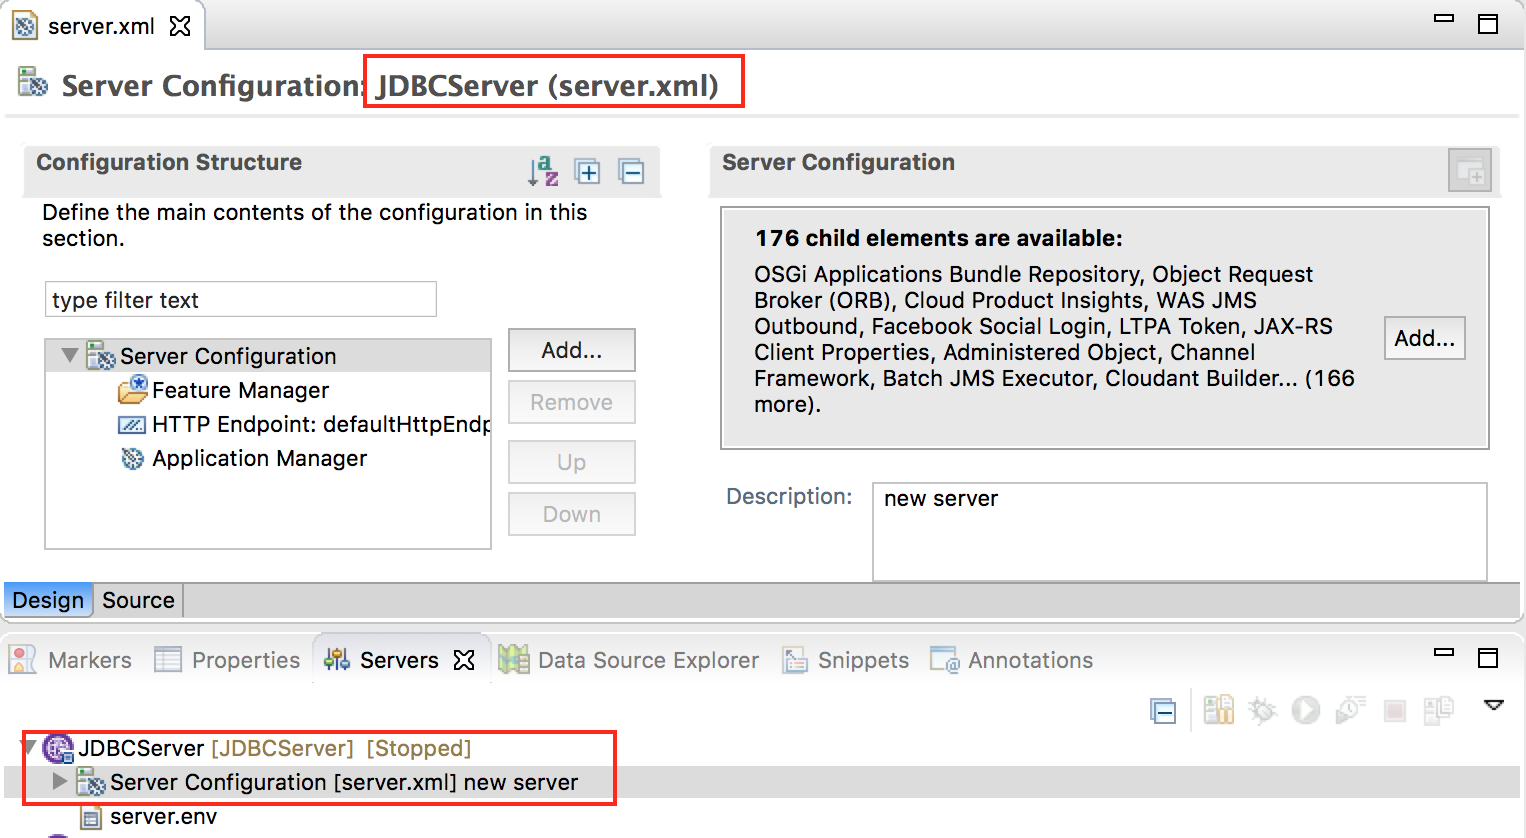 server.xml
Server Configuration: JDBCServer (server.xml)
Configuration Structure
Define the main contents of the configuration in this
section.
type filter text
Server Configuration
Feature Manager
HTTP Endpoint: defaultHttpEndp
Application Manager
Add...
Remove
Up
Down
Server Configuration
176 child elements are available:
OSGi Applications Bundle Repository, Object Request
Broker (ORB), Cloud Product Insights, WAS JMS
Outbound, Facebook Social Login, LTPA Token, JAX-RS
Client Properties, Administered Object, Channel
Framework, Batch JMS Executor, Cloudant Builder... (166
more).
Add...
Description: new server
Design Source
Markers Properties Servers Data Source Explorer Snippets Annotations
JDBCServer [JDBCServer] [Stopped]
Server Configuration [server.xml] new server
server.env